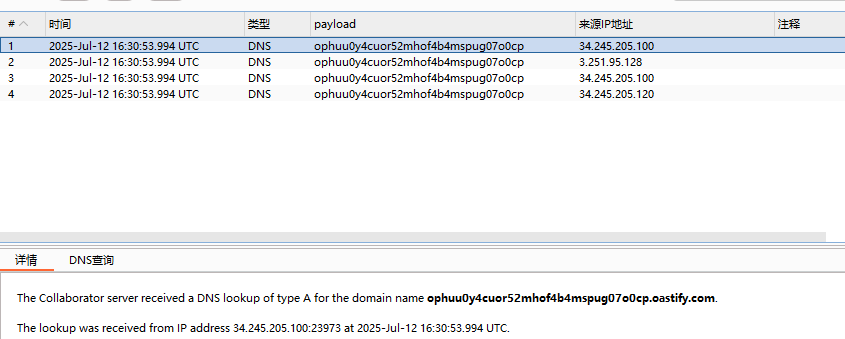 # 时间 类型 payload 来源IP地址 注释
1 2025-Jul-12 16:30:53.994 UTC DNS ophuu0y4cuor52mhof4b4mspug07o0cp 34.245.205.100
2 2025-Jul-12 16:30:53.994 UTC DNS ophuu0y4cuor52mhof4b4mspug07o0cp 3.251.95.128
3 2025-Jul-12 16:30:53.994 UTC DNS ophuu0y4cuor52mhof4b4mspug07o0cp 34.245.205.100
4 2025-Jul-12 16:30:53.994 UTC DNS ophuu0y4cuor52mhof4b4mspug07o0cp 34.245.205.120
详情 DNS查询
The Collaborator server received a DNS lookup of type A for the domain name ophuu0y4cuor52mhof4b4mspug07o0cp.oastify.com.
The lookup was received from IP address 34.245.205.100:23973 at 2025-Jul-12 16:30:53.994 UTC.